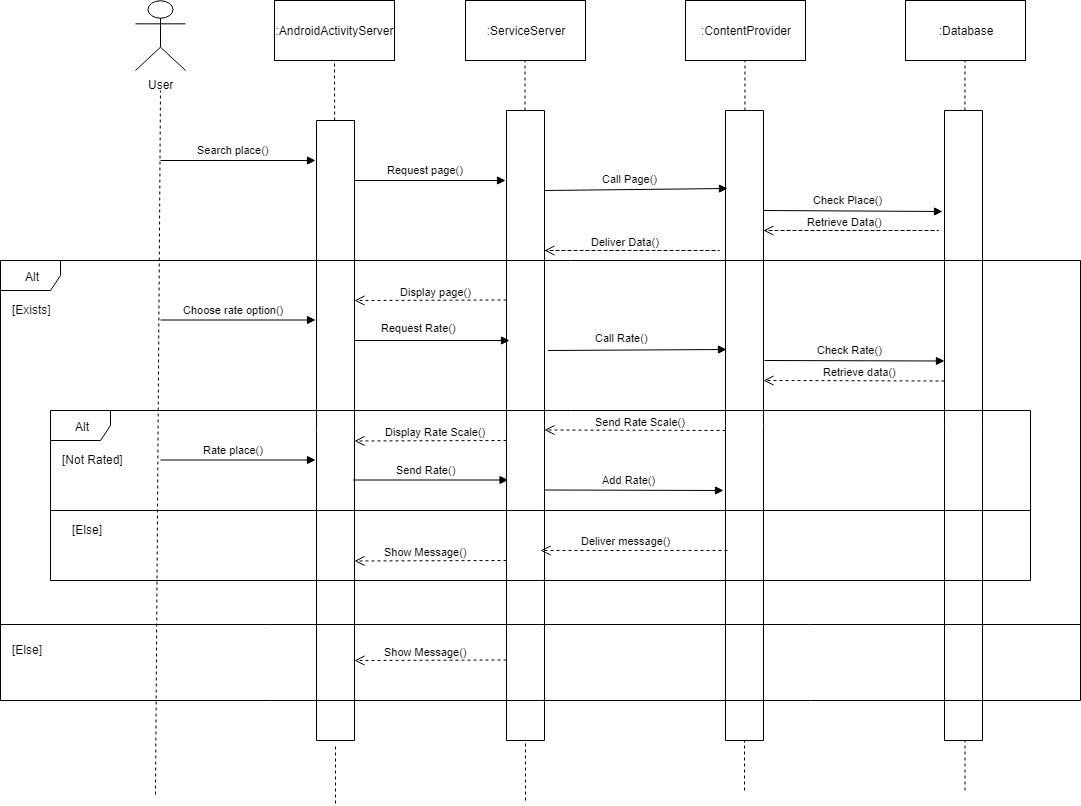 :AndroidActivityServer
:ServiceServer
:ContentProvider
:Database
User
Search place()
Request page()
Call Page()
Check Place()
Retrieve Data()
Deliver Data()
Alt
Display page()
[Exists]
Choose rate option()
Request Rate()
Call Rate()
Check Rate()
Retrieve data()
Alt
Send Rate Scale()
Display Rate Scale()
Rate place()
[Not Rated]
Send Rate()
Add Rate()
[Else]
Deliver message()
Show Message()
[Else]
Show Message()